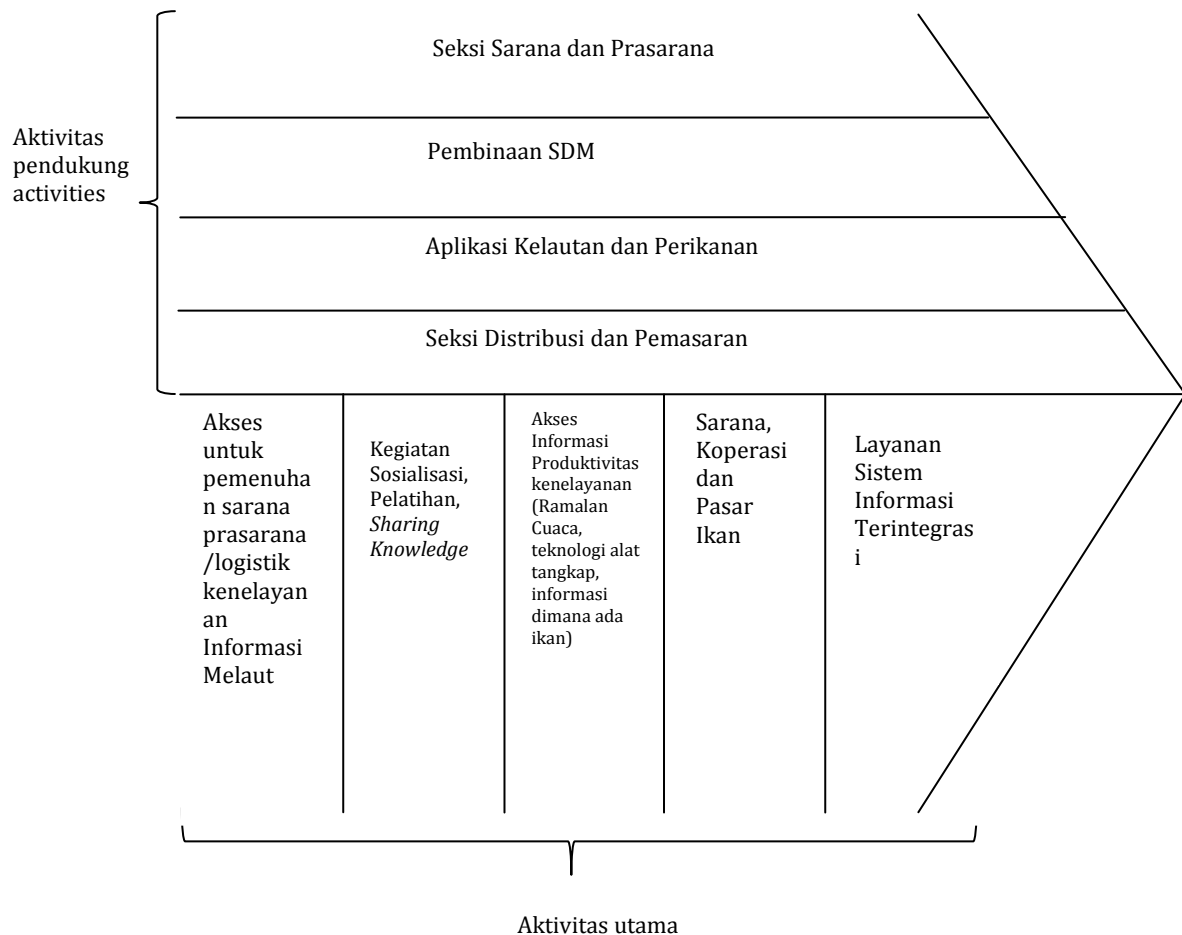 Seksi Sarana dan Prasarana
Aktivitas
pendukung
activities
Pembinaan SDM
Aplikasi Kelautan dan Perikanan
Seksi Distribusi dan Pemasaran
Akses
untuk
pemenuha
n sarana
prasarana
/logistik
kenelayan
an
Informasi
Melaut
Kegiatan
Sosialisasi,
Pelatihan,
Sharing
Knowledge
Akses
Informasi
Produktivitas
kenelayanan
(Ramalan
Cuaca,
teknologi alat
tangkap,
informasi
dimana ada
ikan)
Sarana,
Koperasi
dan
Pasar
Ikan
Layanan
Sistem
Informasi
Terintegras
i
Aktivitas utama